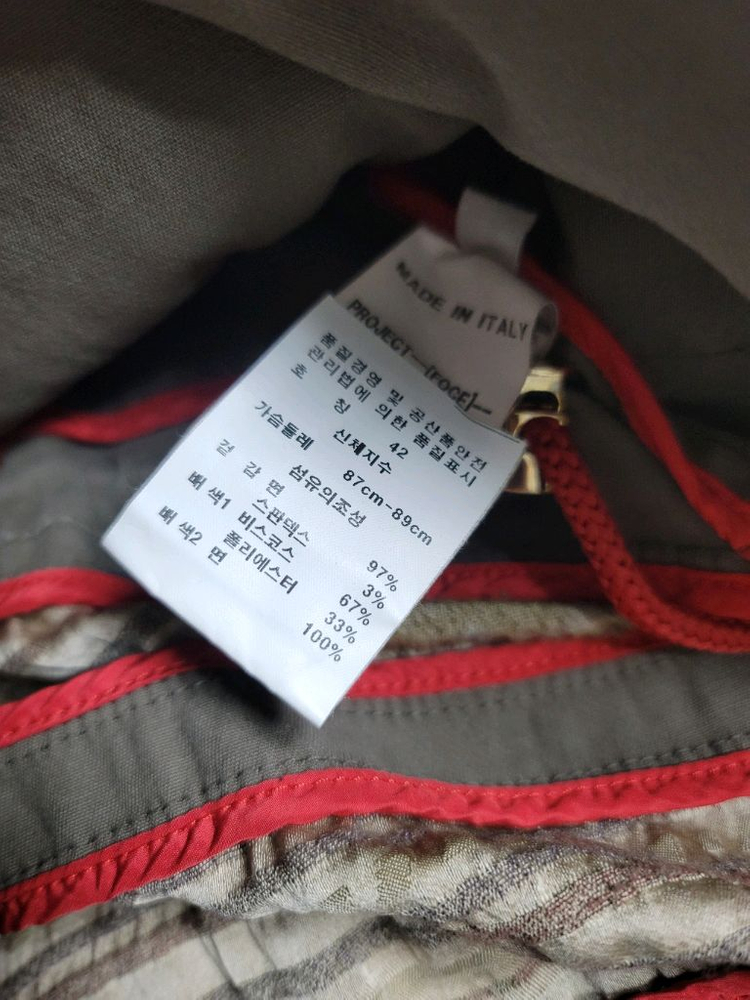 MADE IN ITALY
PROJECT—[FOCE]—
품질경영 및 공산품안전
관리법에 의한 품질표시
호 칭 42
신체지수
가슴둘레 87cm-89cm
섬유의조성
겉 감 면 97%
스판덱스 3%
배색1 비스코스 67%
폴리에스터 33%
배색2 면 100%